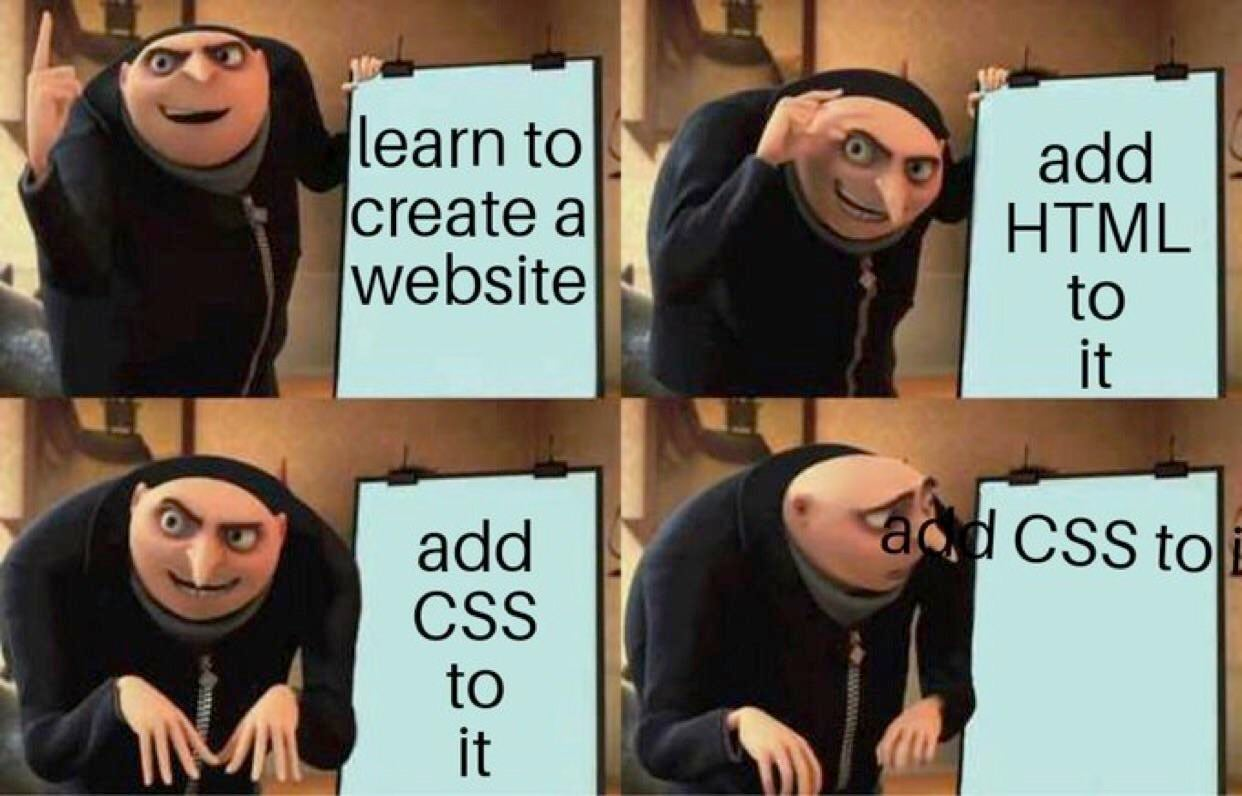 learn to
create a
website
add
HTML
to
it
add
CSS
to
it
add CSS to i